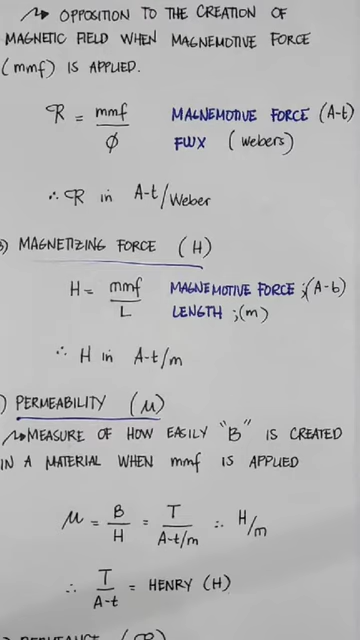 OPPOSITION TO THE CREATION OF
MAGNETIC FIELD WHEN MAGNEMOTIVE FORCE
(mmf) IS APPLIED.
R = mmf/Φ MAGNEMOTIVE FORCE (A-t)
FLUX (webers)
∴ R in A-t/Weber
) MAGNETIZING FORCE (H)
H = mmf/L MAGNEMOTIVE FORCE ;(A-b)
LENGTH ;(m)
∴ H in A-t/m
) PERMEABILITY (μ)
MEASURE OF HOW EASILY "B" IS CREATED
IN A MATERIAL WHEN mmf IS APPLIED
μ = B/H = T/A-t/m ∴ H/m
∴ T/A-t = HENRY (H)